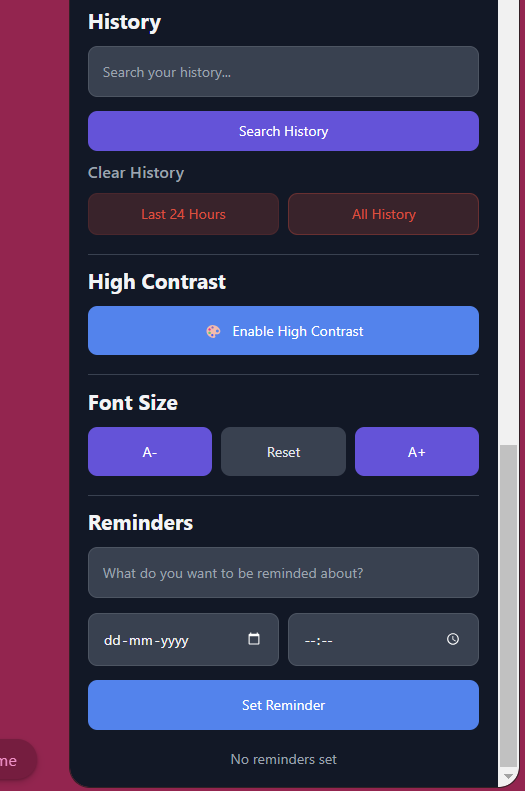 History
Search your history...
Search History
Clear History
Last 24 Hours
All History
High Contrast
Enable High Contrast
Font Size
A-
Reset
A+
Reminders
What do you want to be reminded about?
dd-mm-yyyy
--:--
Set Reminder
me
No reminders set